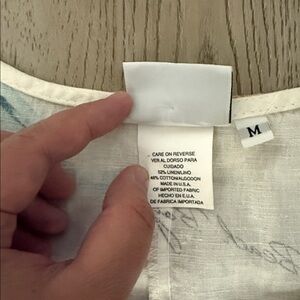 M
CARE ON REVERSE
VER AL DORSO PARA
CUIDADO
52% LINEN/LINO
48% COTTON/ALGODON
MADE IN U.S.A.
OF IMPORTED FABRIC
HECHO EN E.U.A.
DE FABRICA IMPORTADA